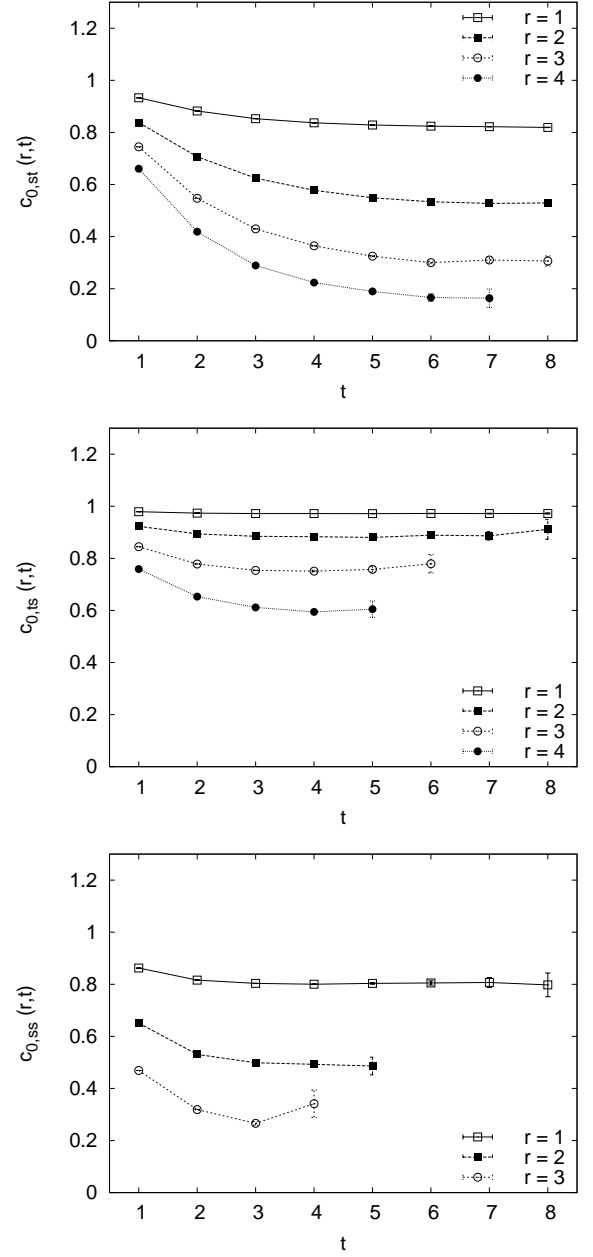 1.2
1
0.8
0.6
0.4
0.2
0
c0,st (r,t)
r = 1
r = 2
r = 3
r = 4
1 2 3 4 5 6 7 8
t
1.2
1
0.8
0.6
0.4
0.2
0
c0,ts (r,t)
r = 1
r = 2
r = 3
r = 4
1 2 3 4 5 6 7 8
t
1.2
1
0.8
0.6
0.4
0.2
0
c0,ss (r,t)
r = 1
r = 2
r = 3
1 2 3 4 5 6 7 8
t